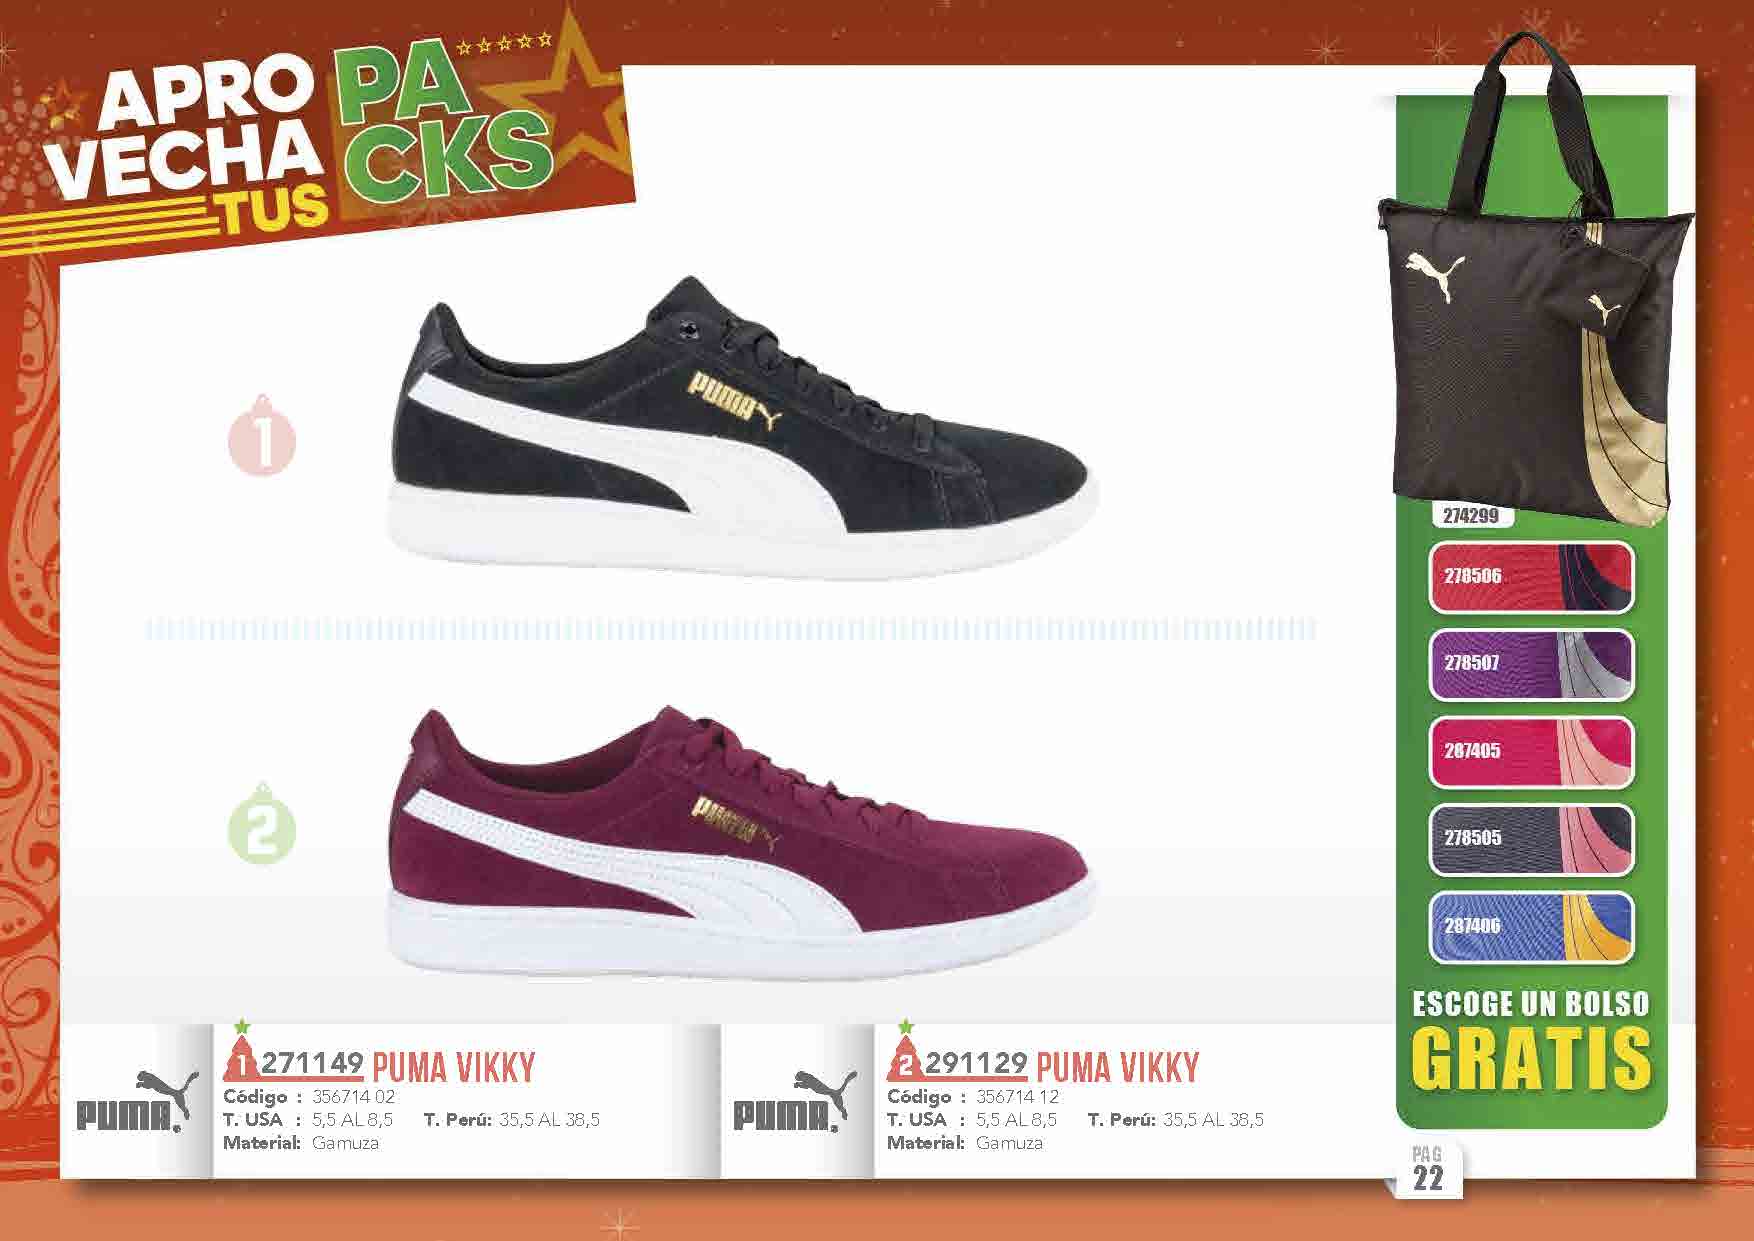 APRO
VECHA
TUS
PA
CKS
1
PUMA
2
PUMA
274299
278506
278507
287405
278505
287406
ESCOGE UN BOLSO
GRATIS
PUMA
1 271149 PUMA VIKKY
Código : 356714 02
T. USA : 5,5 AL 8,5 T. Perú: 35,5 AL 38,5
Material: Gamuza
PUMA
2 291129 PUMA VIKKY
Código : 356714 12
T. USA : 5,5 AL 8,5 T. Perú: 35,5 AL 38,5
Material: Gamuza
PAG
22